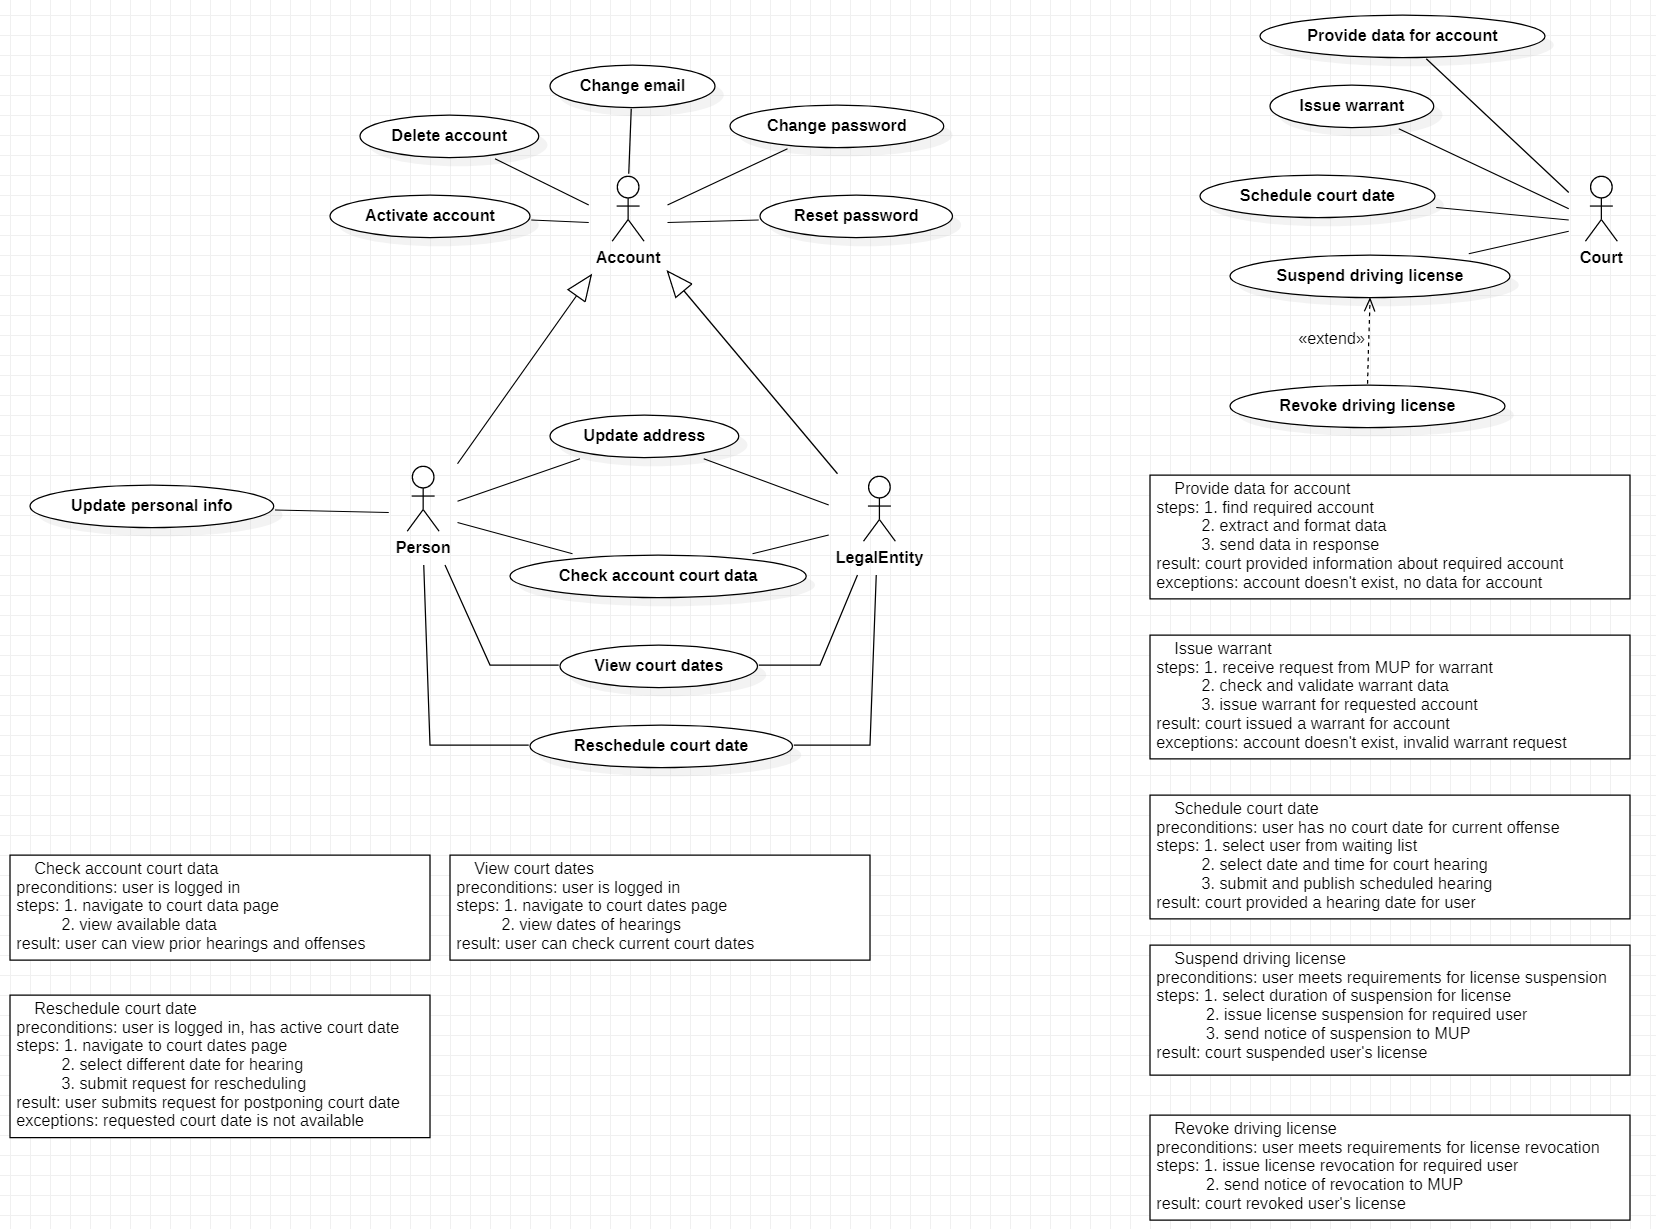 Provide data for account
Change email
Issue warrant
Change password
Delete account
Schedule court date
Activate account
Reset password
Account
Court
Suspend driving license
«extend»
Revoke driving license
Update address
Update personal info
Person
LegalEntity
Check account court data
View court dates
Reschedule court date
Provide data for account
steps: 1. find required account
2. extract and format data
3. send data in response
result: court provided information about required account
exceptions: account doesn't exist, no data for account
Issue warrant
steps: 1. receive request from MUP for warrant
2. check and validate warrant data
3. issue warrant for requested account
result: court issued a warrant for account
exceptions: account doesn't exist, invalid warrant request
Schedule court date
preconditions: user has no court date for current offense
steps: 1. select user from waiting list
2. select date and time for court hearing
3. submit and publish scheduled hearing
result: court provided a hearing date for user
Check account court data
preconditions: user is logged in
steps: 1. navigate to court data page
2. view available data
result: user can view prior hearings and offenses
View court dates
preconditions: user is logged in
steps: 1. navigate to court dates page
2. view dates of hearings
result: user can check current court dates
Suspend driving license
preconditions: user meets requirements for license suspension
steps: 1. select duration of suspension for license
2. issue license suspension for required user
3. send notice of suspension to MUP
result: court suspended user's license
Reschedule court date
preconditions: user is logged in, has active court date
steps: 1. navigate to court dates page
2. select different date for hearing
3. submit request for rescheduling
result: user submits request for postponing court date
exceptions: requested court date is not available
Revoke driving license
preconditions: user meets requirements for license revocation
steps: 1. issue license revocation for required user
2. send notice of revocation to MUP
result: court revoked user's license